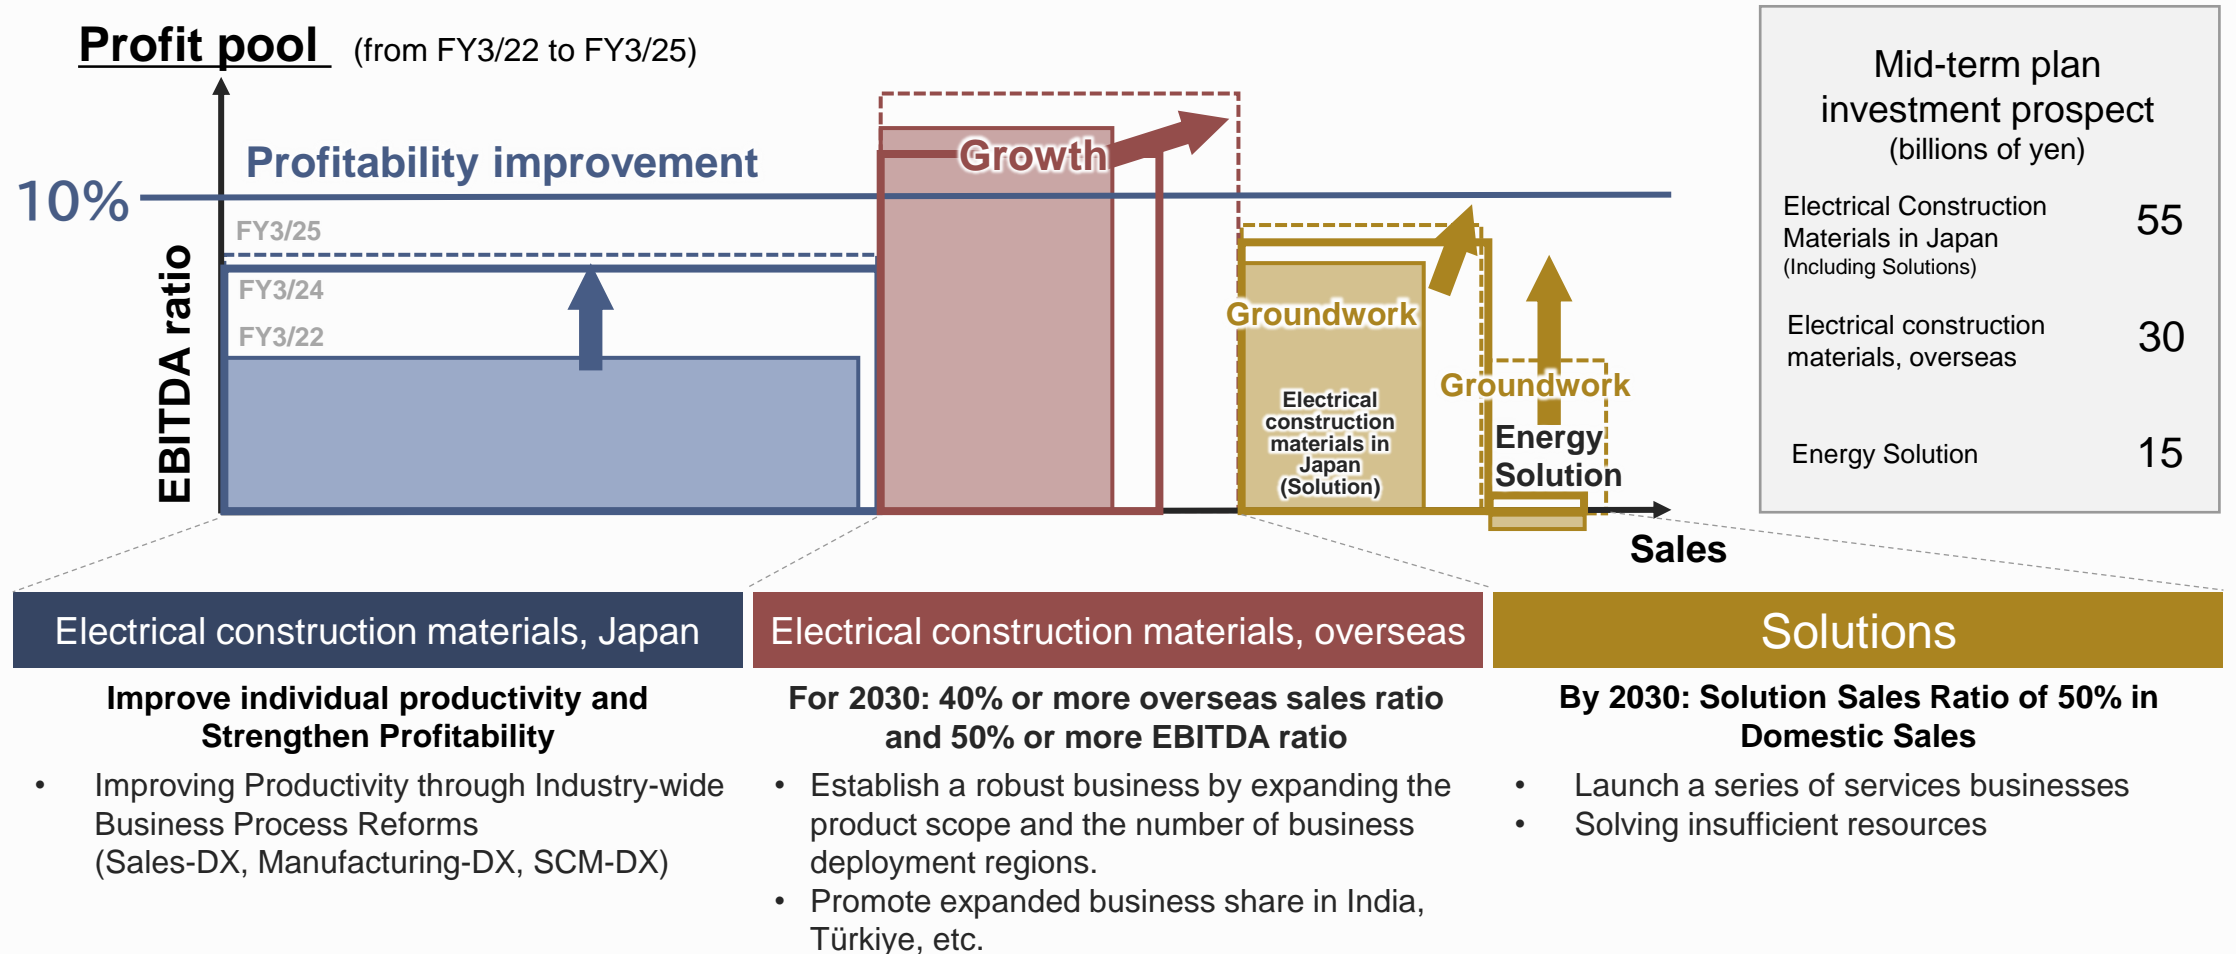 Profit pool (from FY3/22 to FY3/25)
Profitability improvement
10%
EBITDA ratio
FY3/25
FY3/24
FY3/22
Growth
Groundwork
Electrical
construction
materials in
Japan
(Solution)
Groundwork
Energy
Solution
Sales
Mid-term plan
investment prospect
(billions of yen)
Electrical Construction
Materials in Japan
(Including Solutions)
55
Electrical construction
materials, overseas
30
Energy Solution
15
Electrical construction materials, Japan
Improve individual productivity and
Strengthen Profitability
• Improving Productivity through Industry-wide
Business Process Reforms
(Sales-DX, Manufacturing-DX, SCM-DX)
Electrical construction materials, overseas
For 2030: 40% or more overseas sales ratio
and 50% or more EBITDA ratio
• Establish a robust business by expanding the
product scope and the number of business
deployment regions.
• Promote expanded business share in India,
Türkiye, etc.
Solutions
By 2030: Solution Sales Ratio of 50% in
Domestic Sales
• Launch a series of services businesses
• Solving insufficient resources